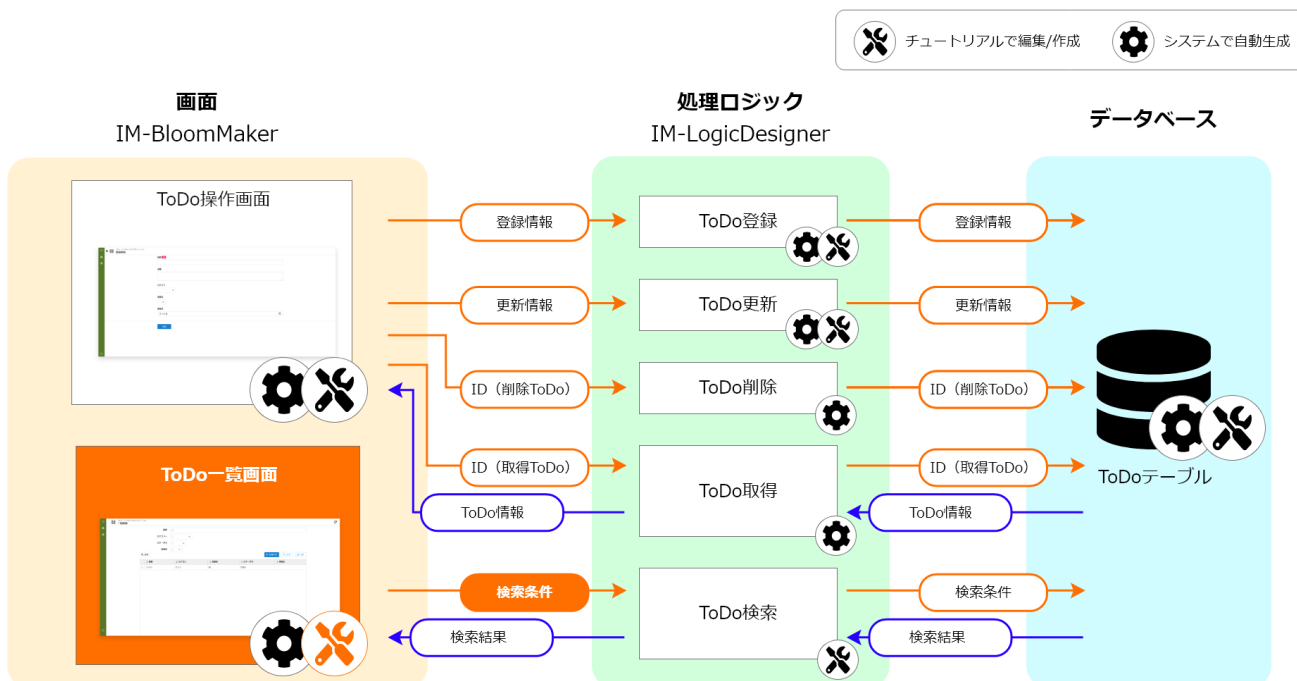 チュートリアルで編集/作成
システムで自動生成
画面
IM-BloomMaker
処理ロジック
IM-LogicDesigner
データベース
ToDo操作画面
登録情報
ToDo登録
登録情報
更新情報
ToDo更新
更新情報
ID（削除ToDo）
ToDo削除
ID（削除ToDo）
ID（取得ToDo）
ToDo取得
ID（取得ToDo）
ToDo情報
ToDo情報
ToDoテーブル
ToDo一覧画面
検索条件
ToDo検索
検索条件
検索結果
検索結果